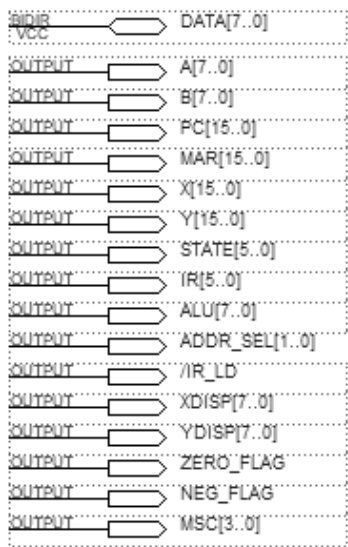 BIDIR DATA[7..0]
VCC
OUTPUT A[7..0]
OUTPUT B[7..0]
OUTPUT PC[15..0]
OUTPUT MAR[15..0]
OUTPUT X[15..0]
OUTPUT Y[15..0]
OUTPUT STATE[5..0]
OUTPUT IR[5..0]
OUTPUT ALU[7..0]
OUTPUT ADDR_SEL[1..0]
OUTPUT /IR_LD
OUTPUT XDISP[7..0]
OUTPUT YDISP[7..0]
OUTPUT ZERO_FLAG
OUTPUT NEG_FLAG
OUTPUT MSC[3..0]